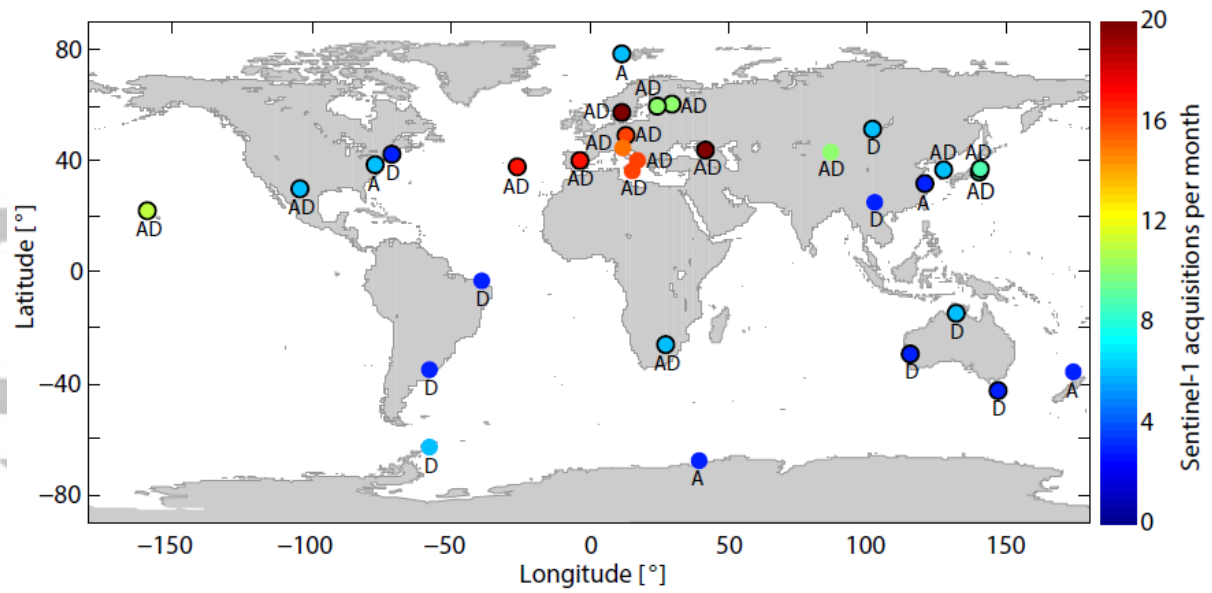 20
80
A
AD
AD
AD
AD
AD
AD
16
AD
D
AD
AD
40
D
A
AD
AD
AD
AD
AD
A
AD
AD
D
12
Latitude [°]
0
D
D
8
AD
D
−40
D
D
A
4
D
−80
A
0
−150
−100
−50
0
50
100
150
Longitude [°]
Sentinel-1 acquisitions per month